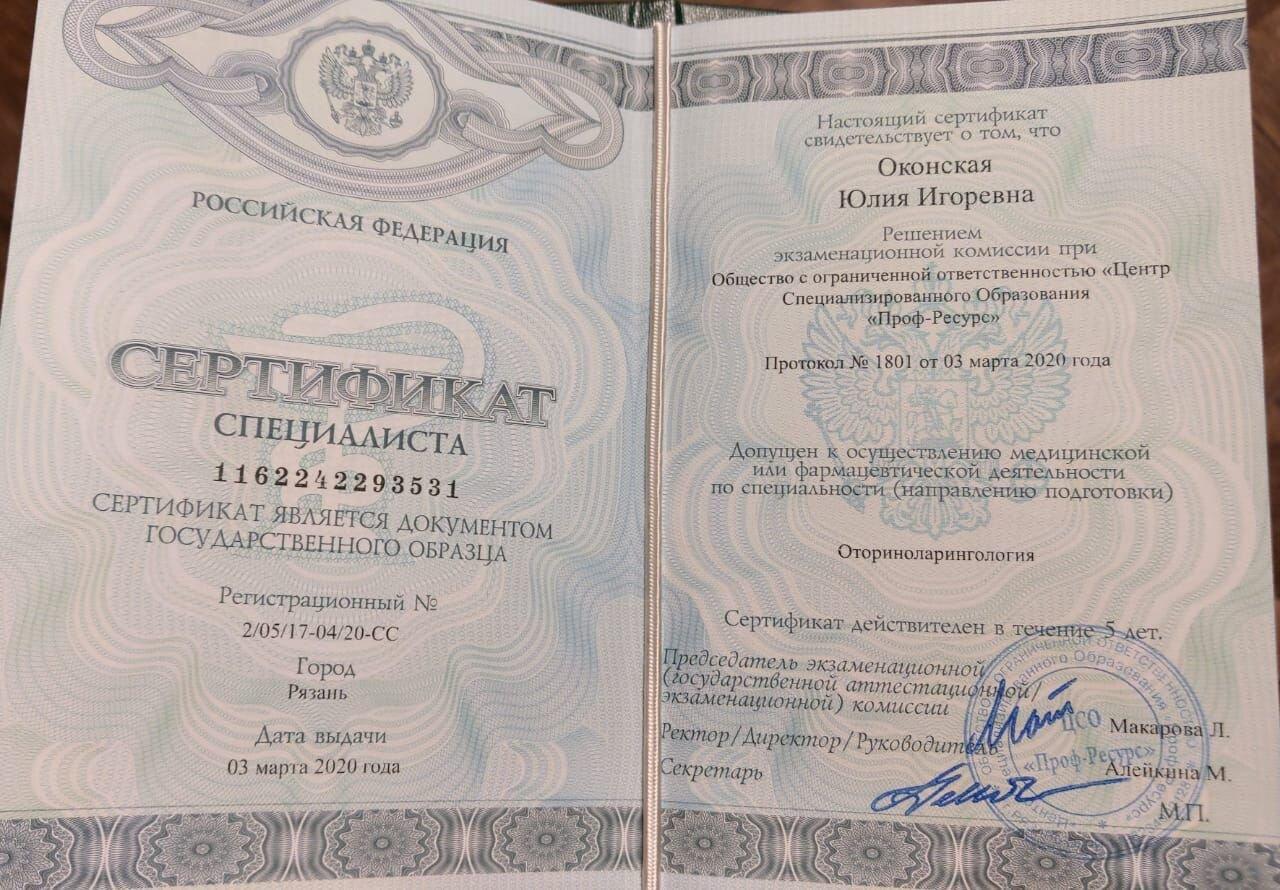 РОССИЙСКАЯ ФЕДЕРАЦИЯ
СЕРТИФИКАТ
СПЕЦИАЛИСТА
1162242293531
СЕРТИФИКАТ ЯВЛЯЕТСЯ ДОКУМЕНТОМ
ГОСУДАРСТВЕННОГО ОБРАЗЦА
Регистрационный №
2/05/17-04/20-СС
Город
Рязань
Дата выдачи
03 марта 2020 года
Настоящий сертификат
свидетельствует о том, что
Оконская
Юлия Игоревна
Решением
экзаменационной комиссии при
Общество с ограниченной ответственностью «Центр
Специализированного Образования
«Проф-Ресурс»
Протокол № 1801 от 03 марта 2020 года
Допущен к осуществлению медицинской
или фармацевтической деятельности
по специальности (направлению подготовки)
Оториноларингология
Сертификат действителен в течение 5 лет.
Председатель экзаменационной
(государственной аттестационной/
экзаменационной) комиссии
Ректор/Директор/Руководитель
Макарова Л.
Секретарь
Алейкина М.
М.П.
ЦСО
«Проф-Ресурс»